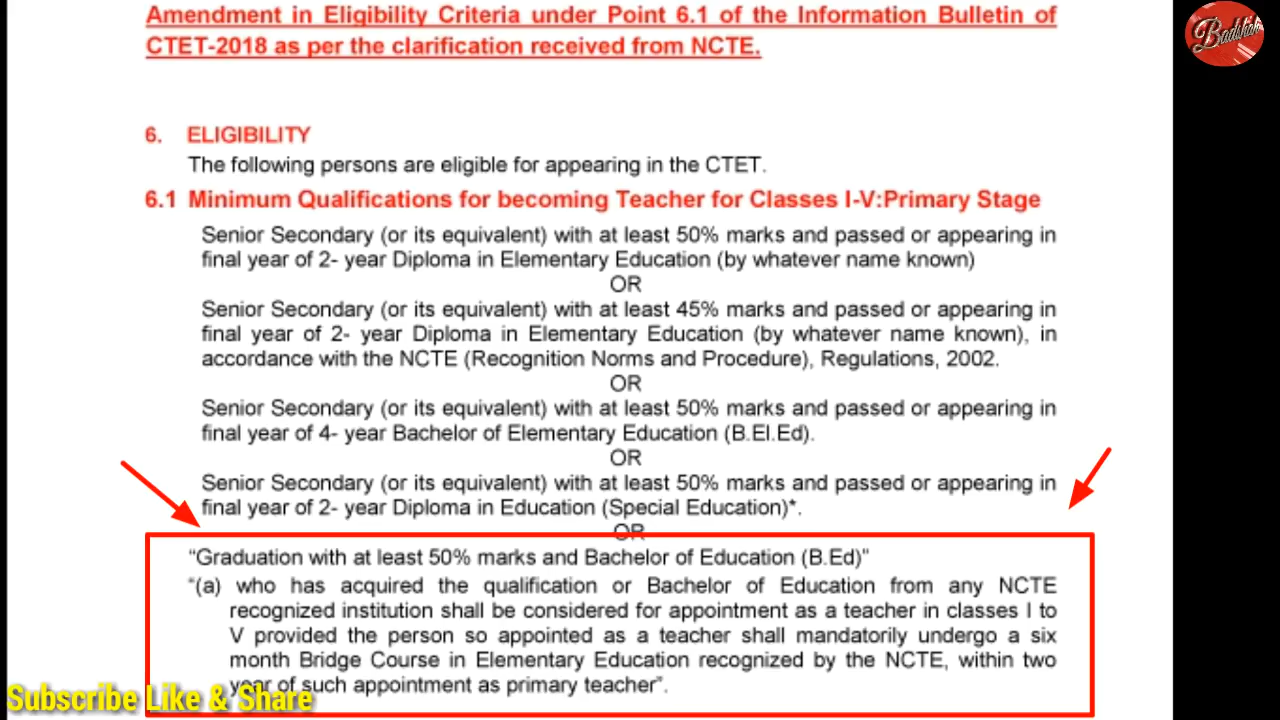 Amendment in Eligibility Criteria under Point 6.1 of the Information Bulletin of
CTET-2018 as per the clarification received from NCTE.
Badshah
6. ELIGIBILITY
The following persons are eligible for appearing in the CTET.
6.1 Minimum Qualifications for becoming Teacher for Classes I-V:Primary Stage
Senior Secondary (or its equivalent) with at least 50% marks and passed or appearing in
final year of 2- year Diploma in Elementary Education (by whatever name known)
OR
Senior Secondary (or its equivalent) with at least 45% marks and passed or appearing in
final year of 2- year Diploma in Elementary Education (by whatever name known), in
accordance with the NCTE (Recognition Norms and Procedure), Regulations, 2002.
OR
Senior Secondary (or its equivalent) with at least 50% marks and passed or appearing in
final year of 4- year Bachelor of Elementary Education (B.El.Ed).
OR
Senior Secondary (or its equivalent) with at least 50% marks and passed or appearing in
final year of 2- year Diploma in Education (Special Education)*.
OR
“Graduation with at least 50% marks and Bachelor of Education (B.Ed)”
“(a) who has acquired the qualification or Bachelor of Education from any NCTE
recognized institution shall be considered for appointment as a teacher in classes I to
V provided the person so appointed as a teacher shall mandatorily undergo a six
month Bridge Course in Elementary Education recognized by the NCTE, within two
year of such appointment as primary teacher”.
Subscribe Like & Share